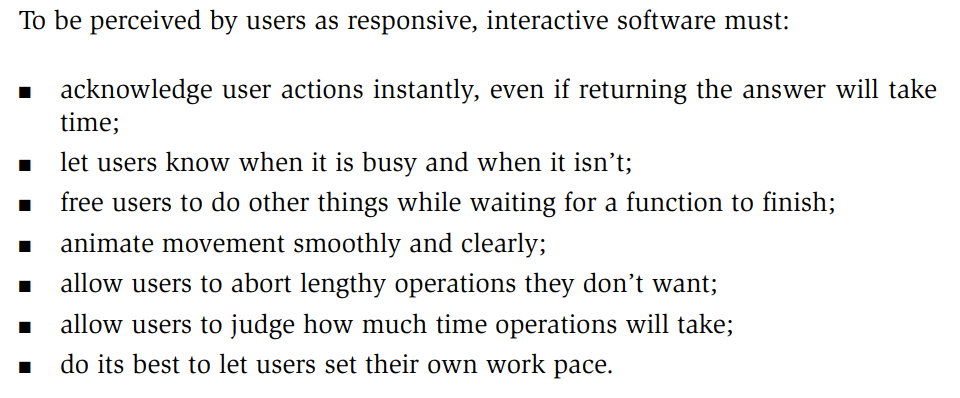 To be perceived by users as responsive, interactive software must:
■ acknowledge user actions instantly, even if returning the answer will take
time;
■ let users know when it is busy and when it isn’t;
■ free users to do other things while waiting for a function to finish;
■ animate movement smoothly and clearly;
■ allow users to abort lengthy operations they don’t want;
■ allow users to judge how much time operations will take;
■ do its best to let users set their own work pace.